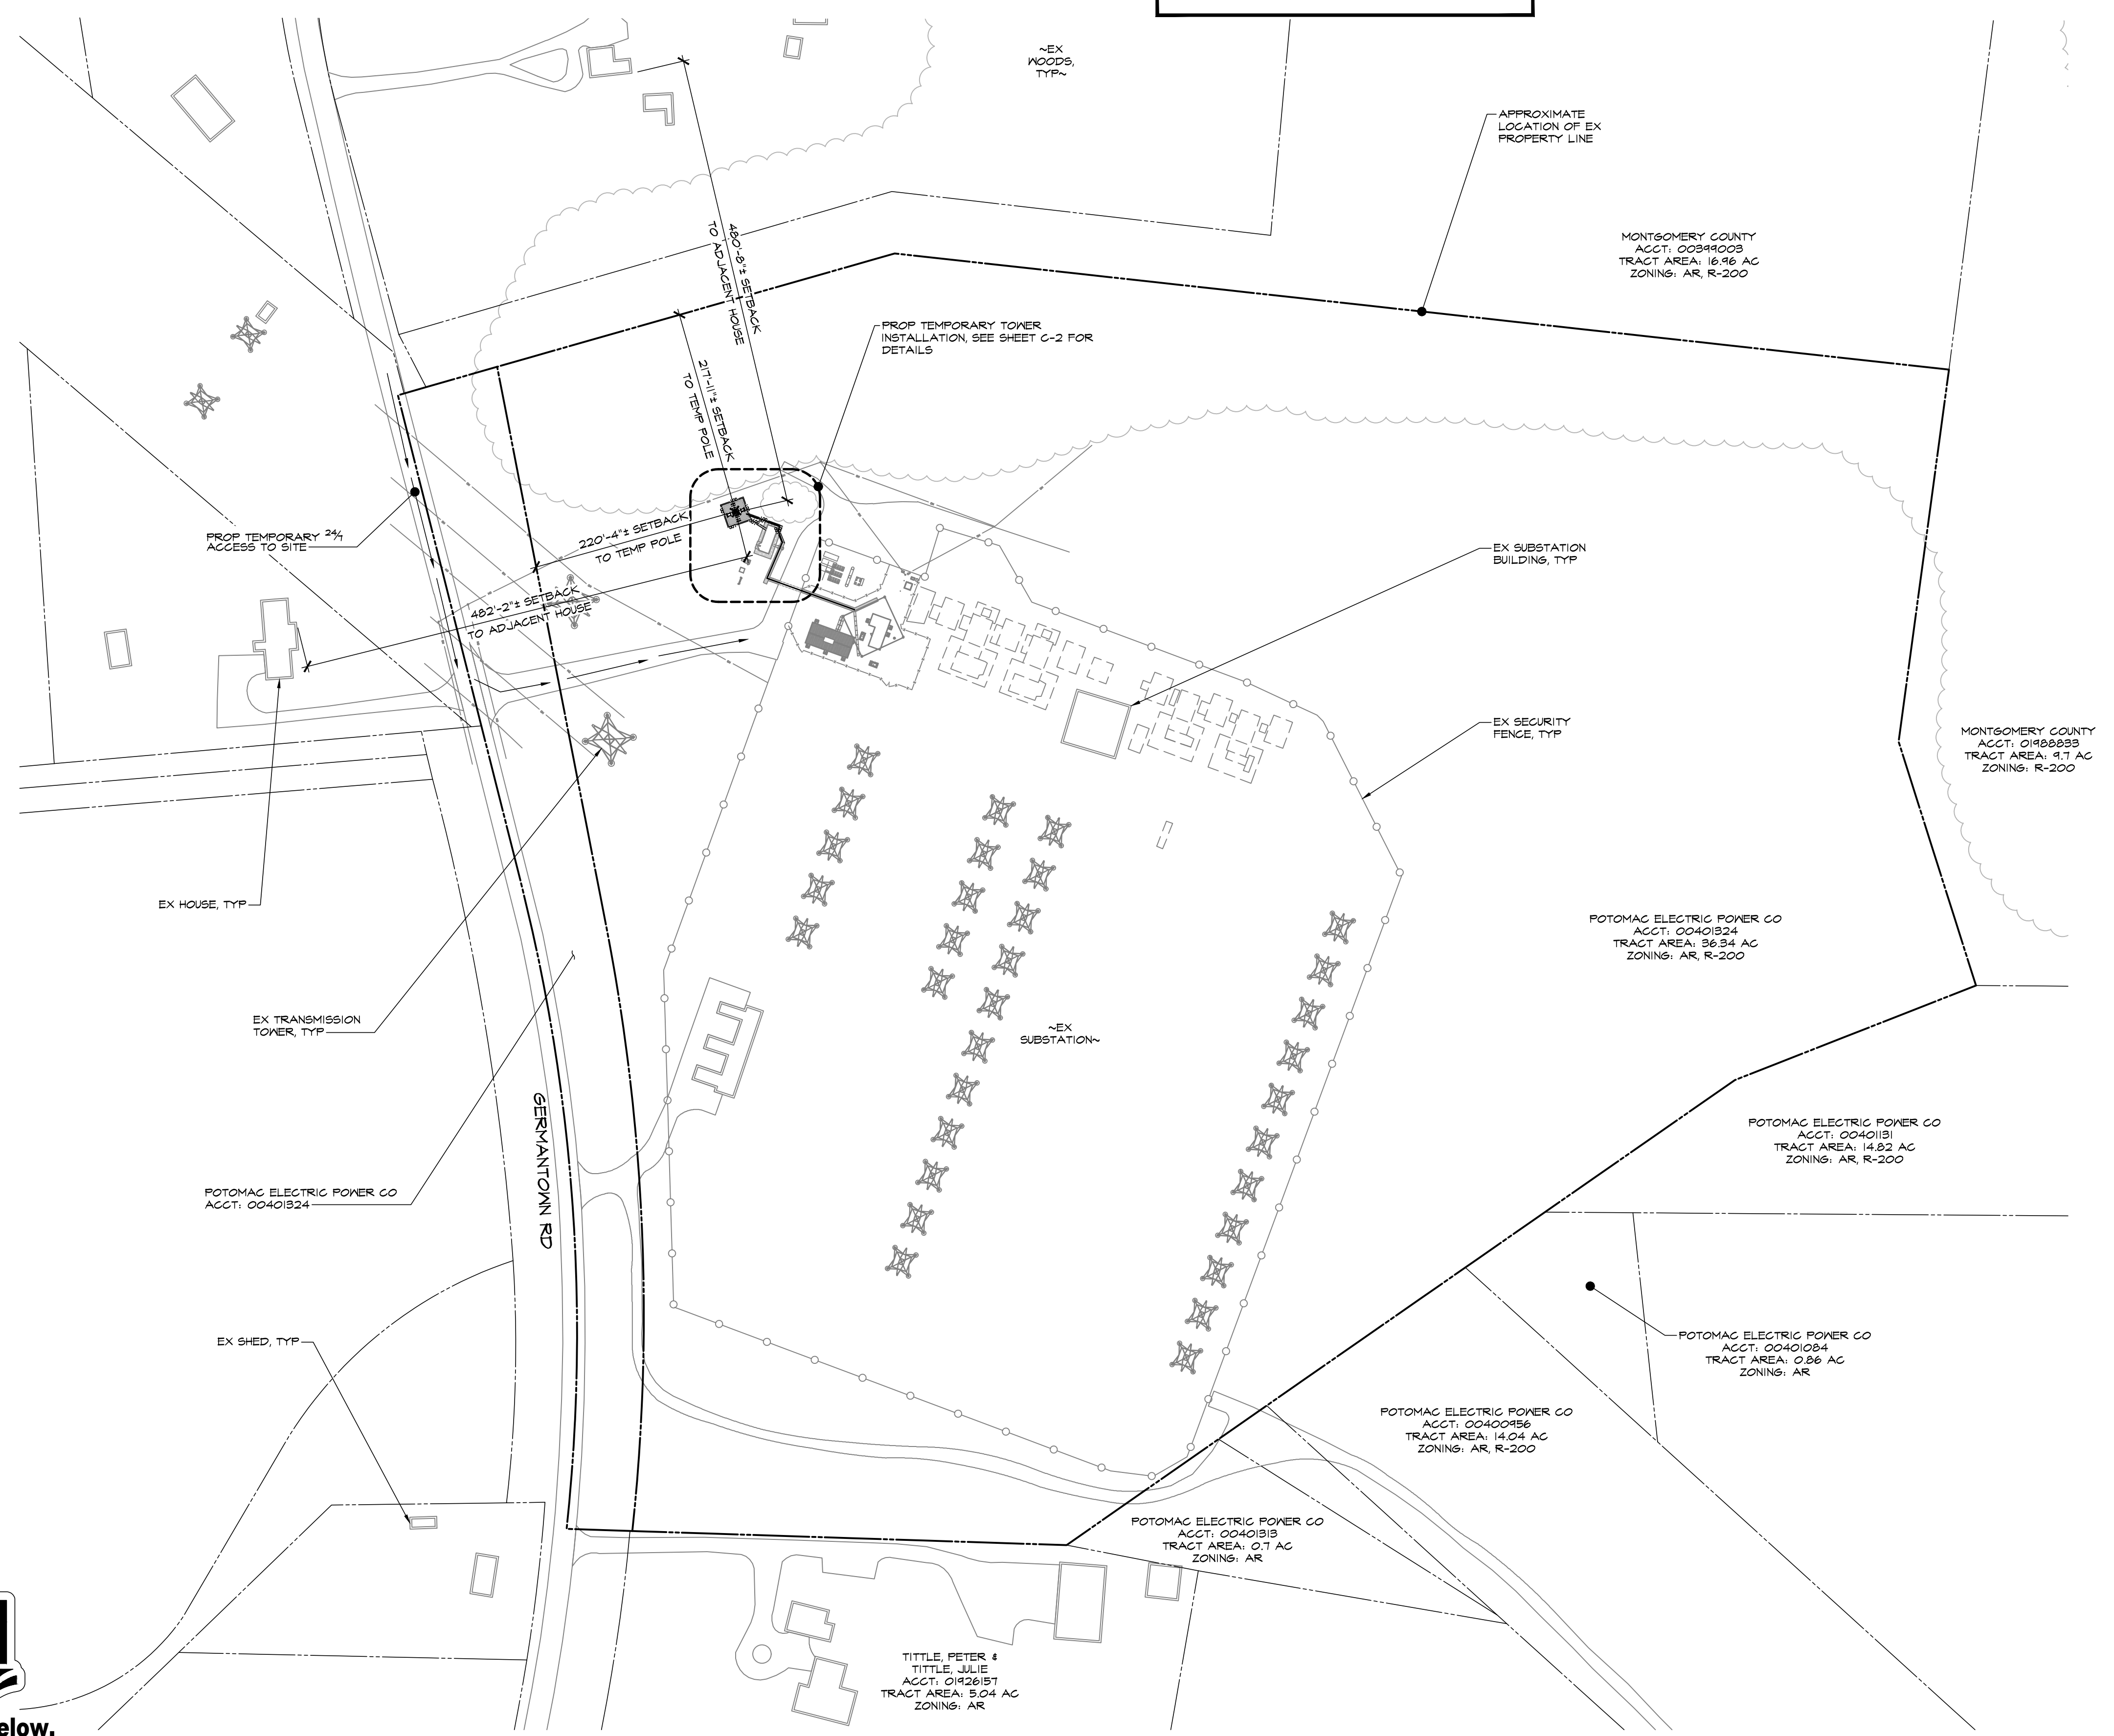 ~EX
WOODS,
TYP~
APPROXIMATE
LOCATION OF EX
PROPERTY LINE
MONTGOMERY COUNTY
ACCT: 00399003
TRACT AREA: 16.96 AC
ZONING: AR, R-200
480'-8"± SETBACK
TO ADJACENT HOUSE
PROP TEMPORARY TOWER
INSTALLATION, SEE SHEET C-2 FOR
DETAILS
217'-11"± SETBACK
TO TEMP POLE
PROP TEMPORARY 24/7
ACCESS TO SITE
220'-4"± SETBACK
TO TEMP POLE
482'-2"± SETBACK
TO ADJACENT HOUSE
EX SUBSTATION
BUILDING, TYP
EX SECURITY
FENCE, TYP
MONTGOMERY COUNTY
ACCT: 01988833
TRACT AREA: 9.7 AC
ZONING: R-200
EX HOUSE, TYP
POTOMAC ELECTRIC POWER CO
ACCT: 00401324
TRACT AREA: 36.34 AC
ZONING: AR, R-200
EX TRANSMISSION
TOWER, TYP
~EX
SUBSTATION~
GERMANTOWN RD
POTOMAC ELECTRIC POWER CO
ACCT: 00401131
TRACT AREA: 14.82 AC
ZONING: AR, R-200
POTOMAC ELECTRIC POWER CO
ACCT: 00401324
EX SHED, TYP
POTOMAC ELECTRIC POWER CO
ACCT: 00401084
TRACT AREA: 0.86 AC
ZONING: AR
POTOMAC ELECTRIC POWER CO
ACCT: 00400956
TRACT AREA: 14.04 AC
ZONING: AR, R-200
POTOMAC ELECTRIC POWER CO
ACCT: 00401313
TRACT AREA: 0.7 AC
ZONING: AR
TITTLE, PETER &
TITTLE, JULIE
ACCT: 01926157
TRACT AREA: 5.04 AC
ZONING: AR
elow.